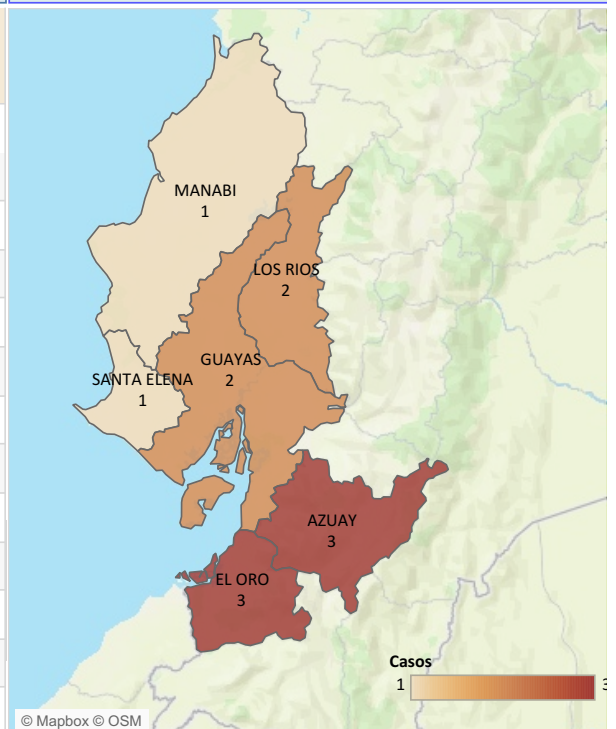 MANABI
1
LOS RIOS
2
GUAYAS
2
SANTA ELENA
1
AZUAY
3
EL ORO
3
Casos
1 3
© Mapbox © OSM